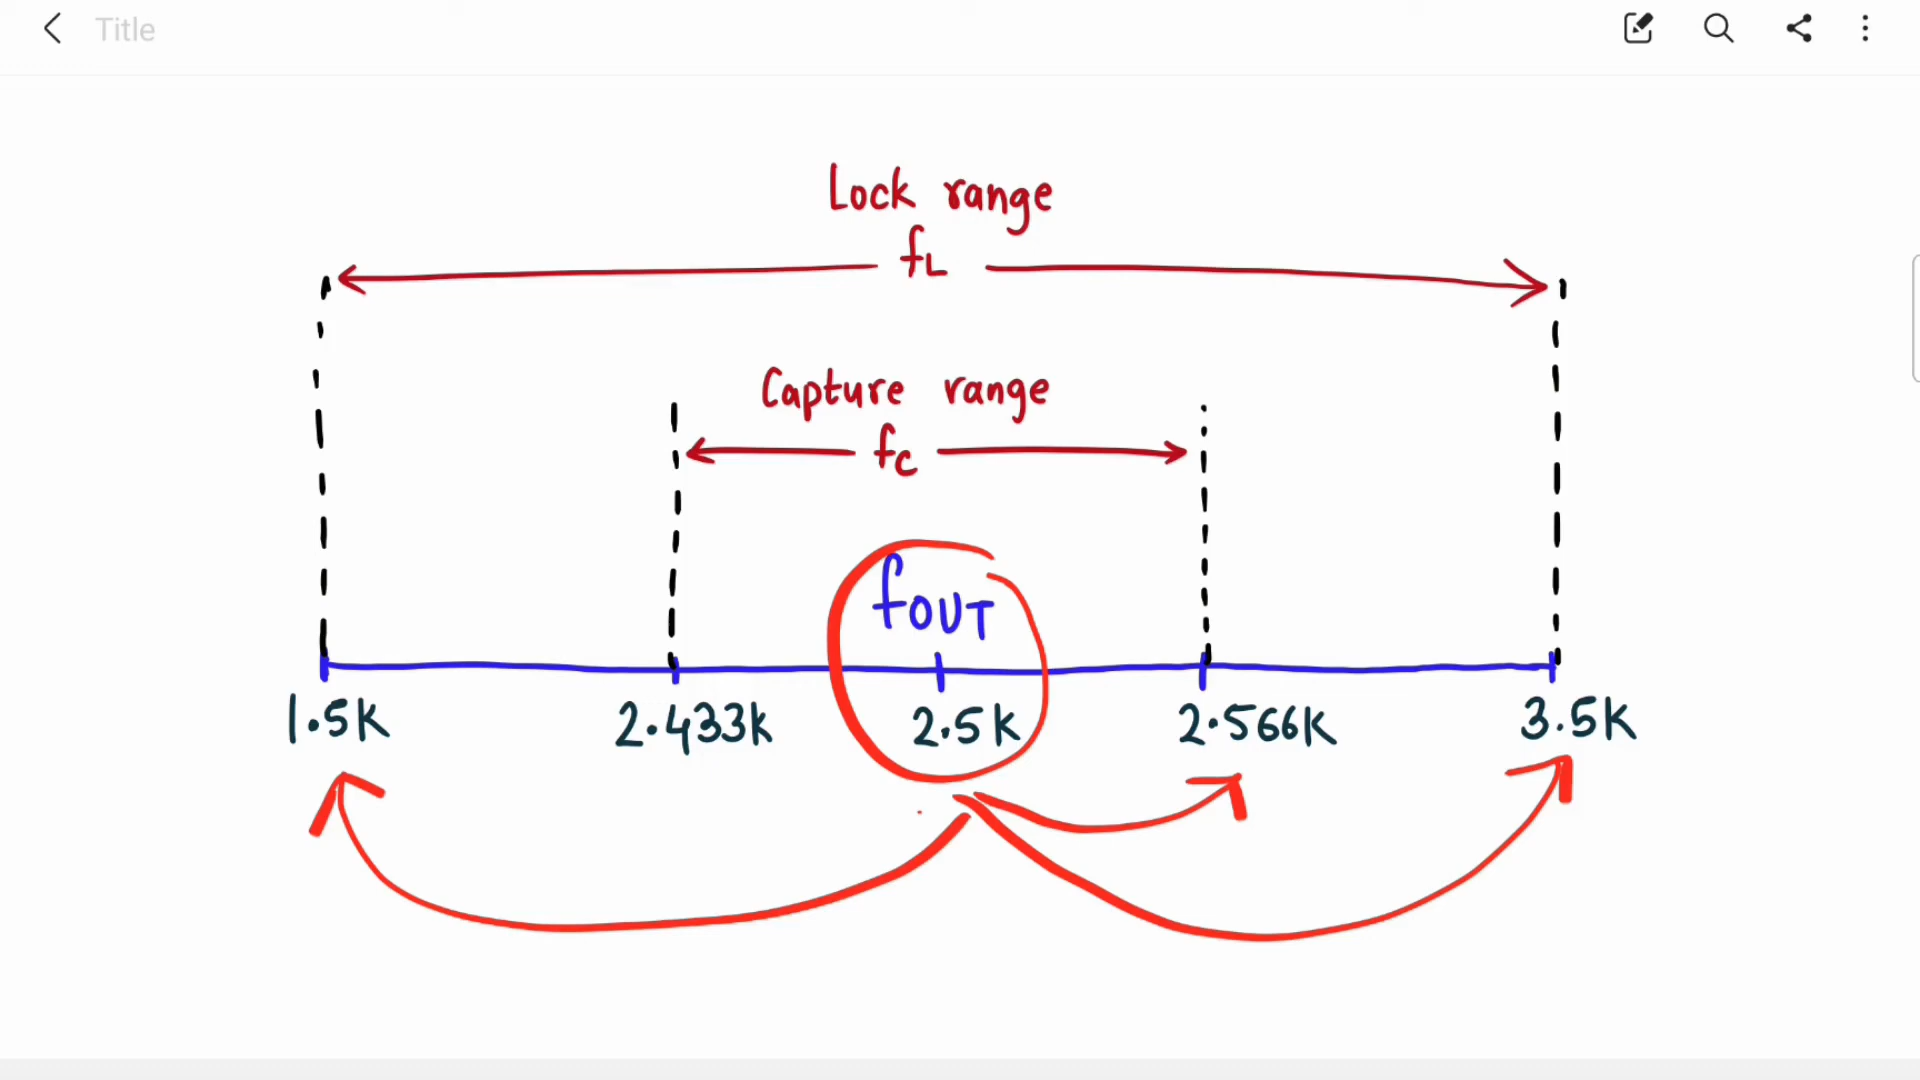 Title
Lock range
fL
Capture range
fc
fOUT
1.5K
2.433K
2.5K
2.566K
3.5K